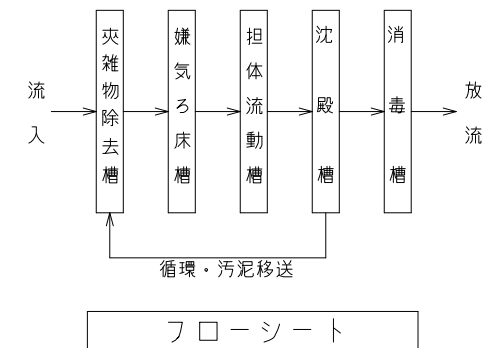 流入
夾雑物除去槽
嫌気ろ床槽
担体流動槽
沈殿槽
消毒槽
放流
循環・汚泥移送
フローシート